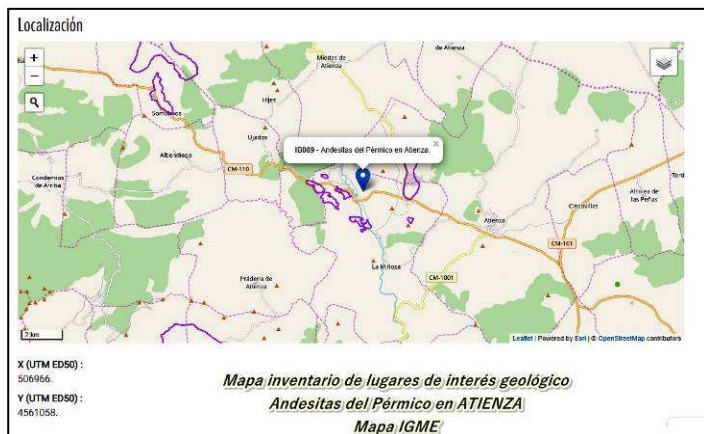 Localización
+
−
Miedes de
Atienza
de Atienza
Hijes
Somolinos
Ujados
Albendiego
ID009 - Andesitas del Pérmico en Atienza.
×
CM-110
Condemios
de Arriba
Alcolea de
las Peñas
Tord
Cincovillas
Atienza
CM-101
La Miñosa
CM-1001
Prádena de
Atienza
2 km
Leaflet | Powered by Esri | © OpenStreetMap contributors
X (UTM ED50) :
506966.
Y (UTM ED50) :
4561058.
Mapa inventario de lugares de interés geológico
Andesitas del Pérmico en ATIENZA
Mapa IGME